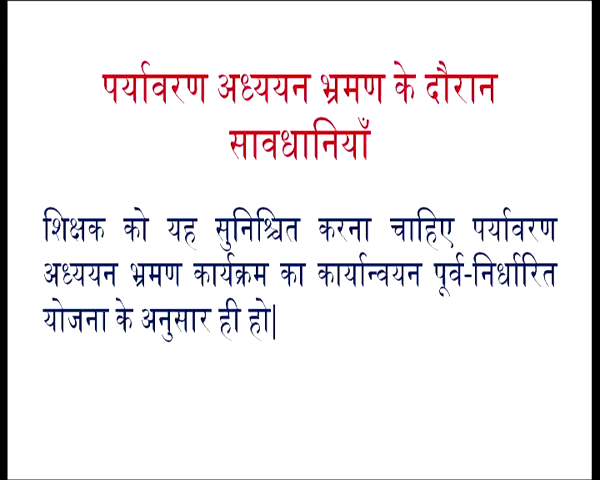 पर्यावरण अध्ययन भ्रमण के दौरान
सावधानियाँ
शिक्षक को यह सुनिश्चित करना चाहिए पर्यावरण
अध्ययन भ्रमण कार्यक्रम का कार्यान्वयन पूर्व-निर्धारित
योजना के अनुसार ही हो|